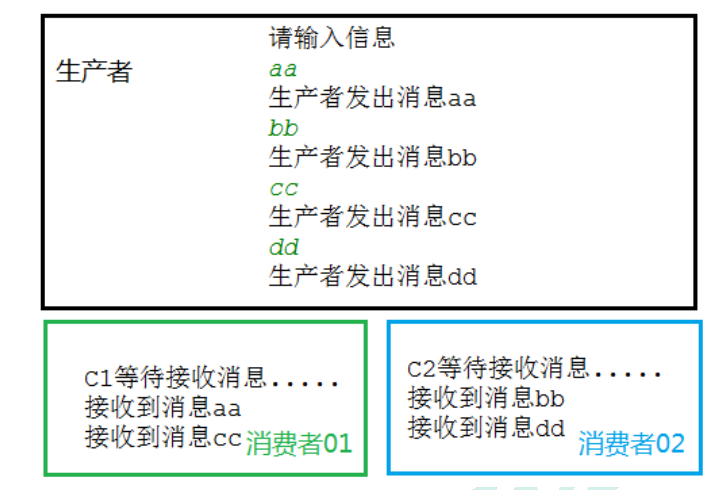 请输入信息
生产者
aa
生产者发出消息aa
bb
生产者发出消息bb
cc
生产者发出消息cc
dd
生产者发出消息dd
C1等待接收消息.....
接收到消息aa
接收到消息cc
消费者01
C2等待接收消息.....
接收到消息bb
接收到消息dd
消费者02